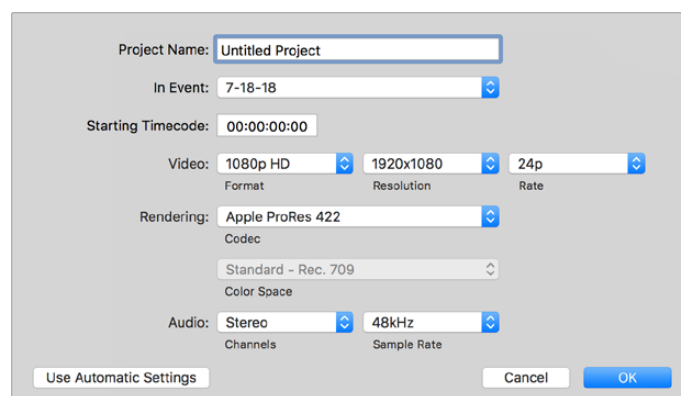 Project Name: Untitled Project
In Event: 7-18-18
Starting Timecode: 00:00:00:00
Video: 1080p HD 1920x1080 24p
Format Resolution Rate
Rendering: Apple ProRes 422
Codec
Standard - Rec. 709
Color Space
Audio: Stereo 48kHz
Channels Sample Rate
Use Automatic Settings Cancel OK